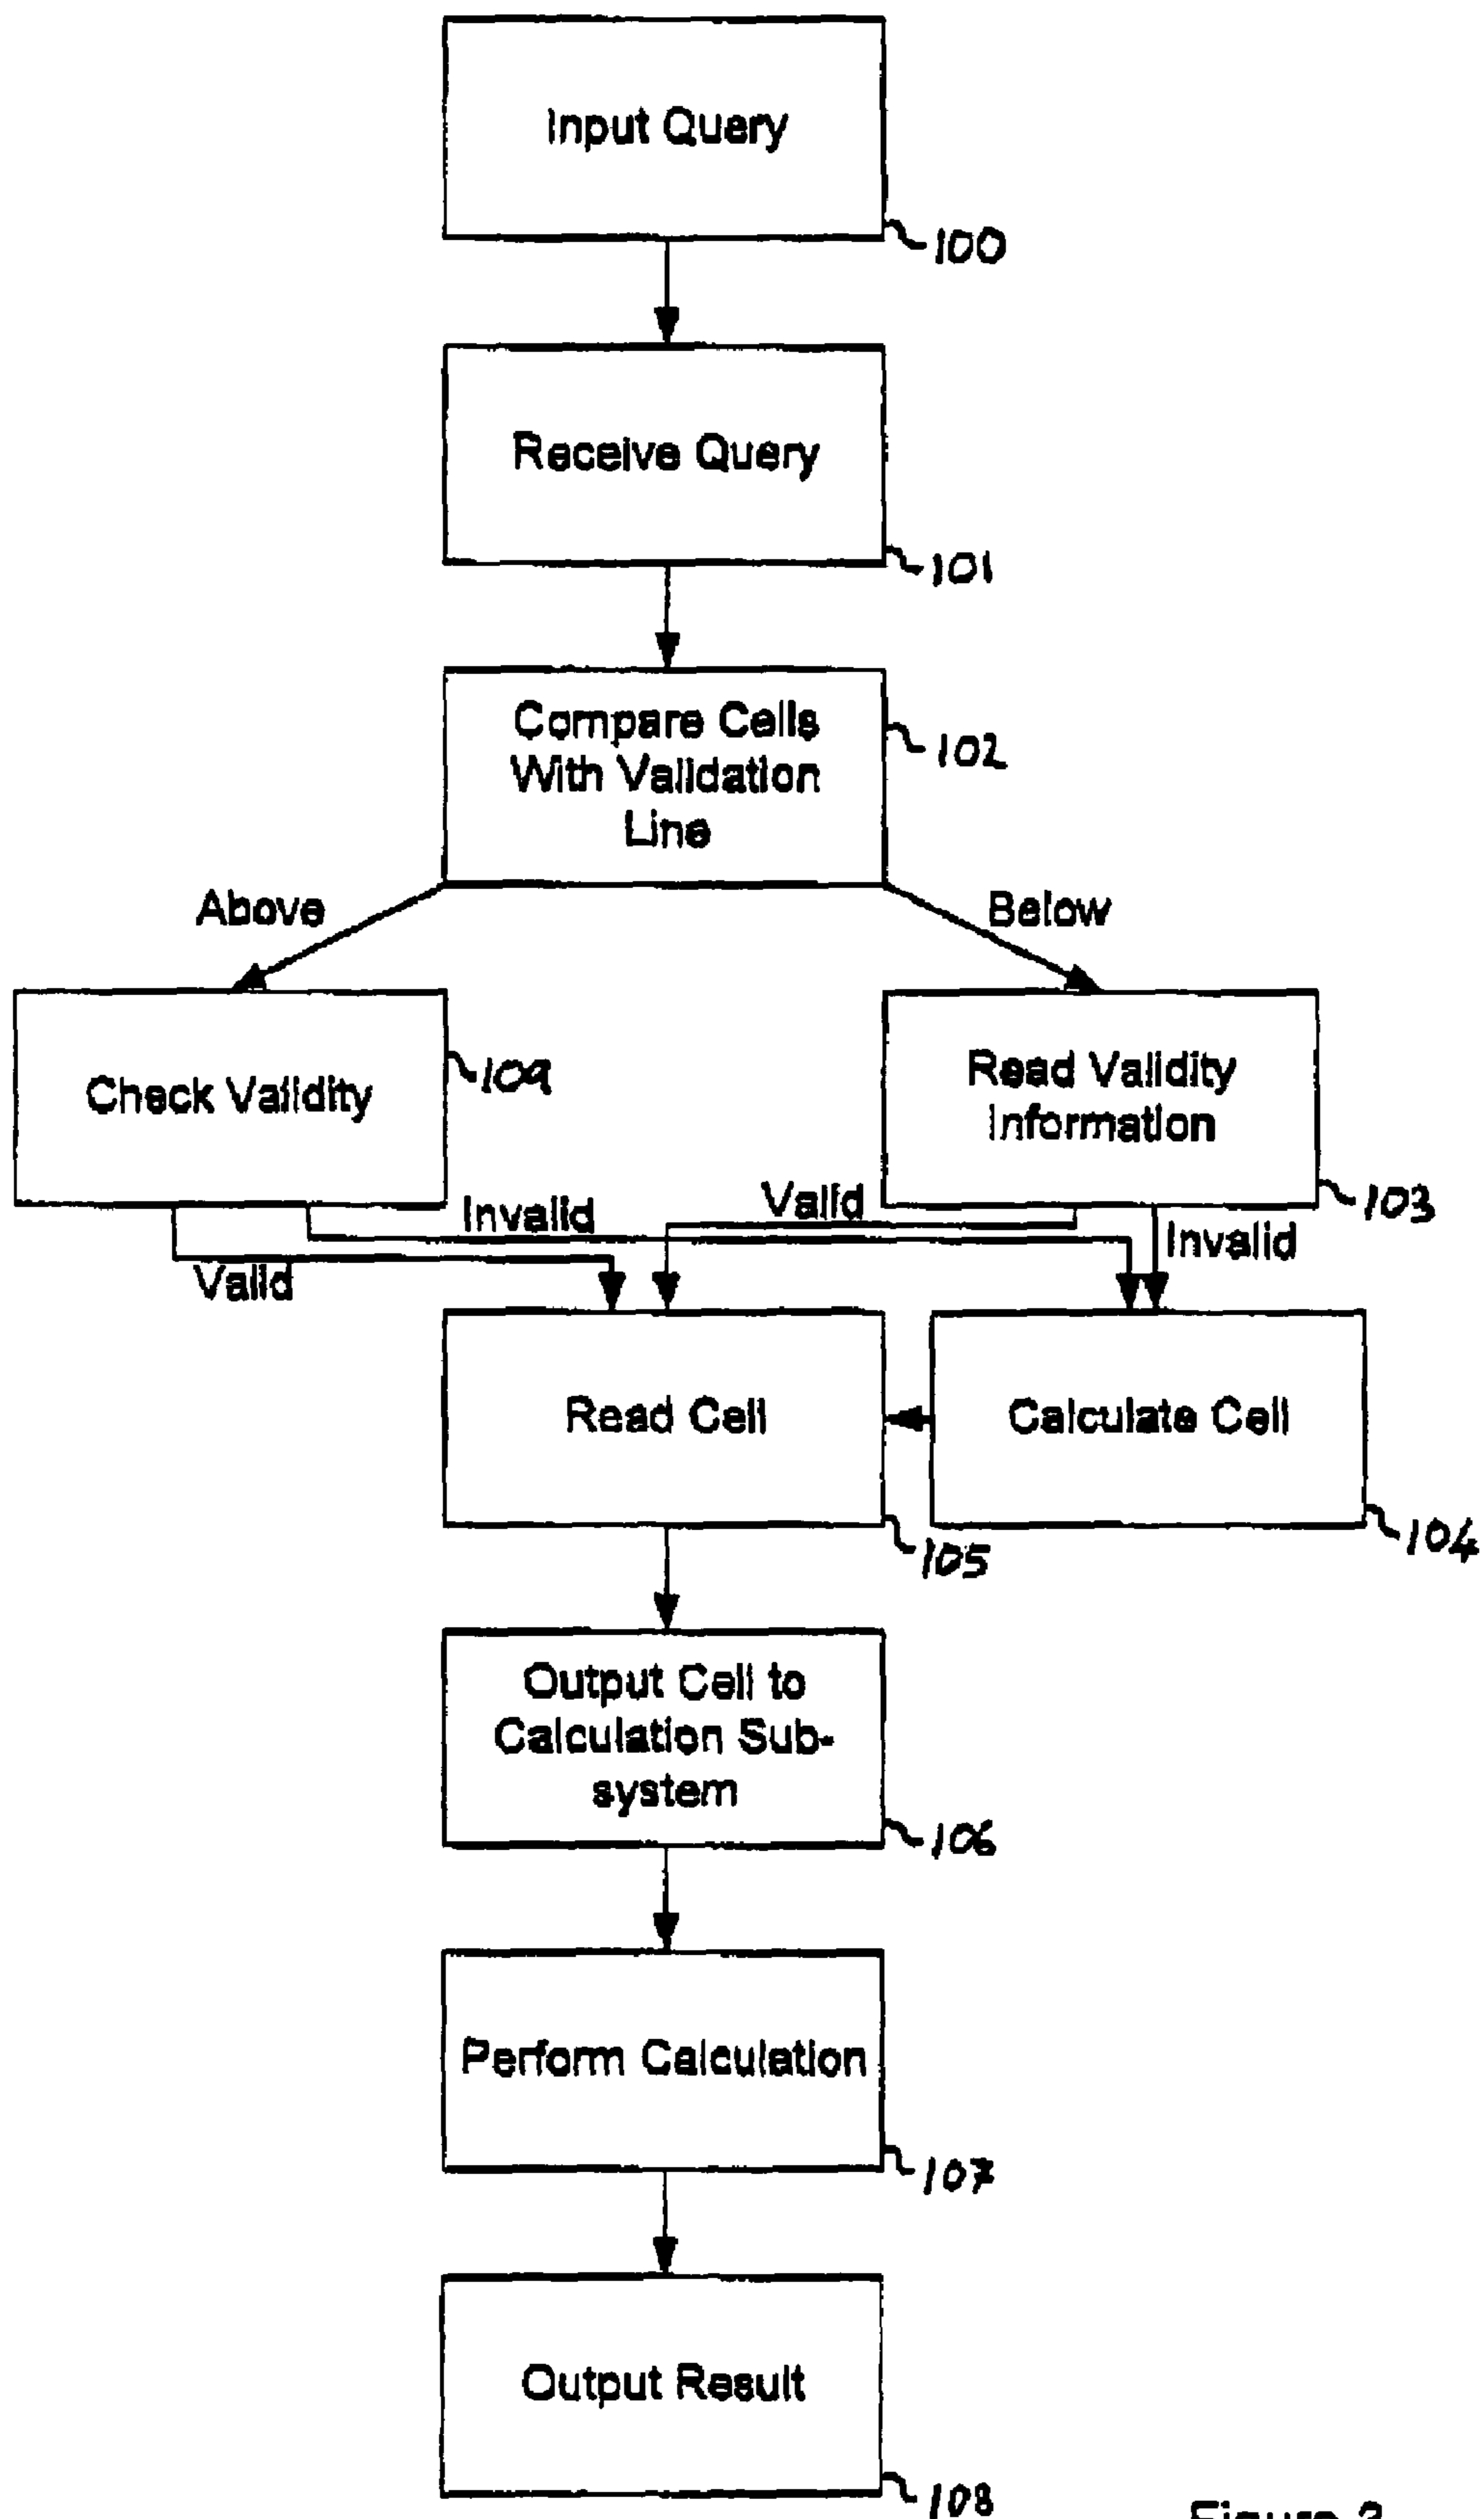 Input Query
100
Receive Query
101
Compare Cells
With Validation
Line
102
Above
Below
Check Validity
109
Read Validity
Information
103
Invalid
Valid
Invalid
Valid
Read Cell
105
Calculate Cell
104
Output Cell to
Calculation Sub-
system
106
Perform Calculation
107
Output Result
108
Figure